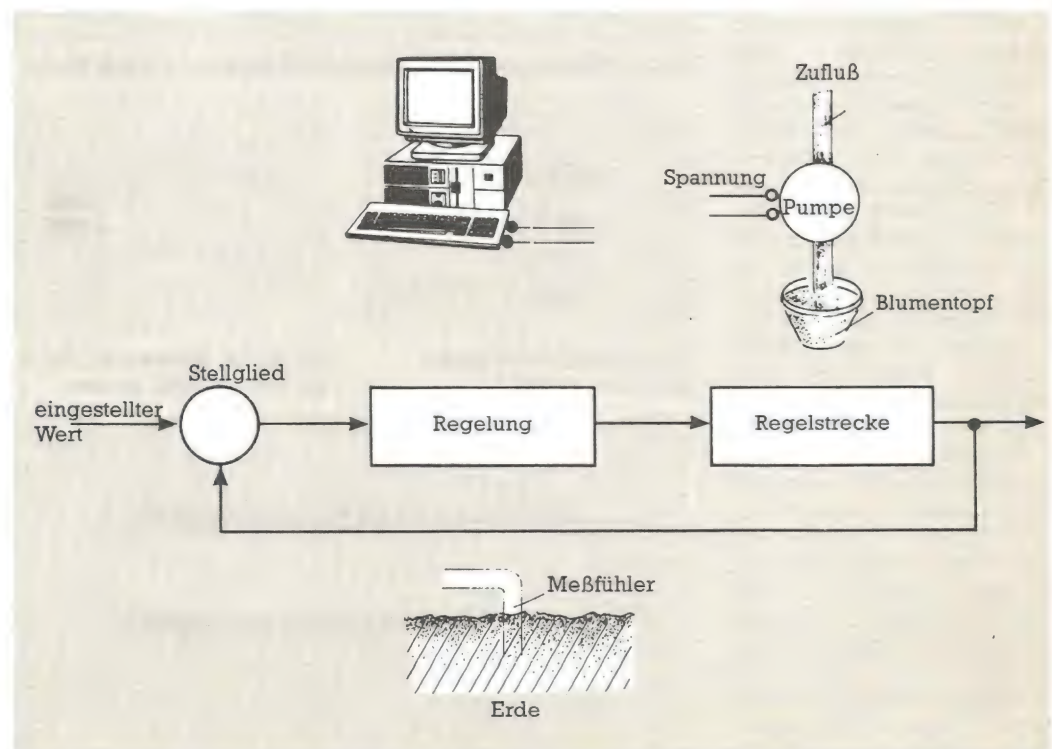 Zufluß
Spannung
Pumpe
Blumentopf
Stellglied
eingestellter
Wert
Regelung
Regelstrecke
Meßfühler
Erde